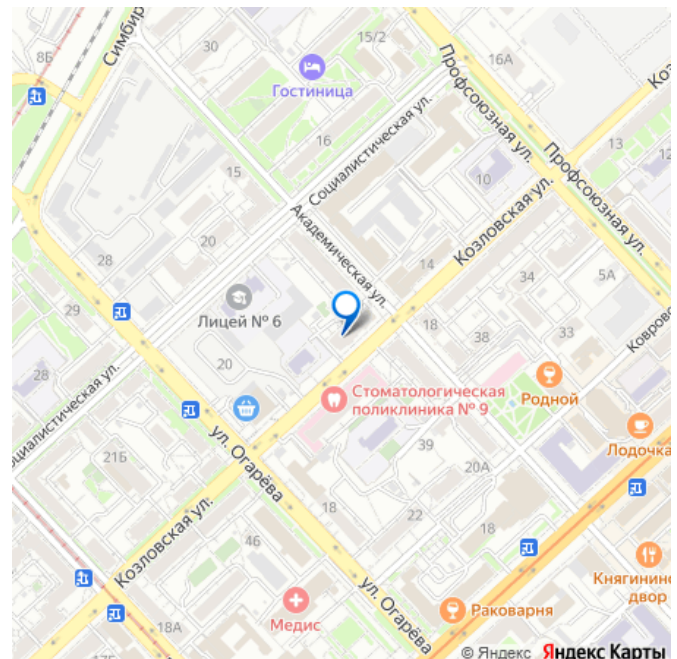 8Б
Симбир
30
15/2
16А
Гостиница
Профсоюзная ул.
Коз
16
Социалистическая ул.
13
12
15
10
Профсоюзная ул.
Козловская ул.
20
Академическая ул.
28
14
34
5А
29
Лицей № 6
18
38
33
Ковров
20
28
Стоматологическая
поликлиника № 9
Родной
циалистическая ул.
Лодочка
21Б
ул. Огарёва
39
20А
18
22
18
Козловская ул.
46
Княгинино
двор
ул. Огарёва
Медис
Раковарня
18А
17Б
© Яндекс Яндекс Карты